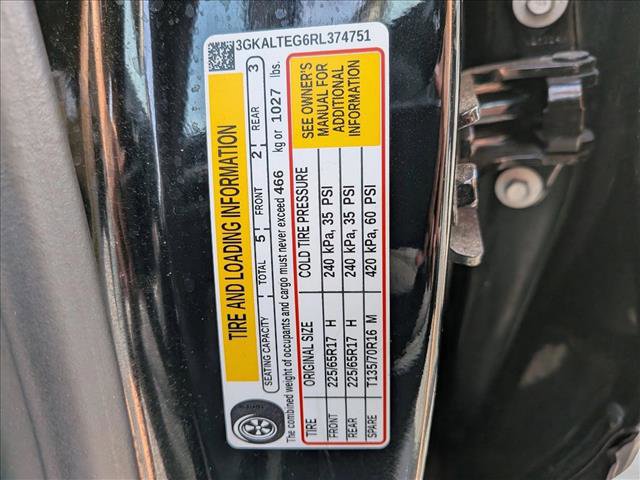 3GKALTEG6RL374751
TIRE AND LOADING INFORMATION
SEATING CAPACITY TOTAL 5 FRONT 2 REAR 3
The combined weight of occupants and cargo must never exceed 466 kg or 1027 lbs.
TIRE ORIGINAL SIZE COLD TIRE PRESSURE
FRONT 225/65R17 H 240 kPa, 35 PSI
REAR 225/65R17 H 240 kPa, 35 PSI
SPARE T135/70R16 M 420 kPa, 60 PSI
SEE OWNER'S
MANUAL FOR
ADDITIONAL
INFORMATION